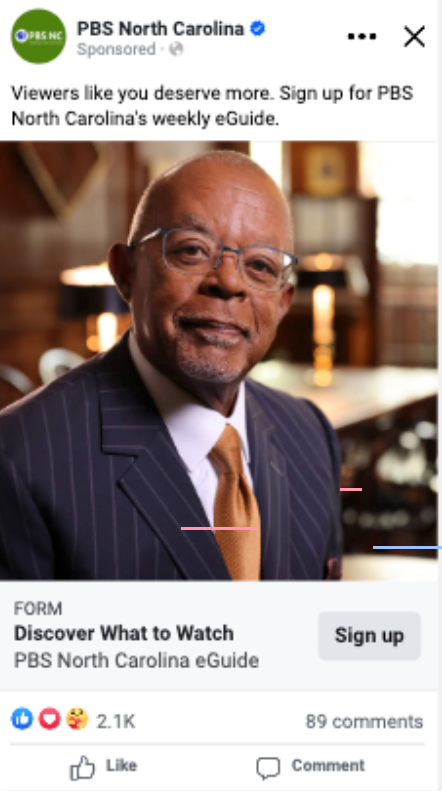 PBS NC
PBS North Carolina
Sponsored ·
Viewers like you deserve more. Sign up for PBS
North Carolina's weekly eGuide.
FORM
Discover What to Watch
Sign up
PBS North Carolina eGuide
2.1K
89 comments
Like
Comment